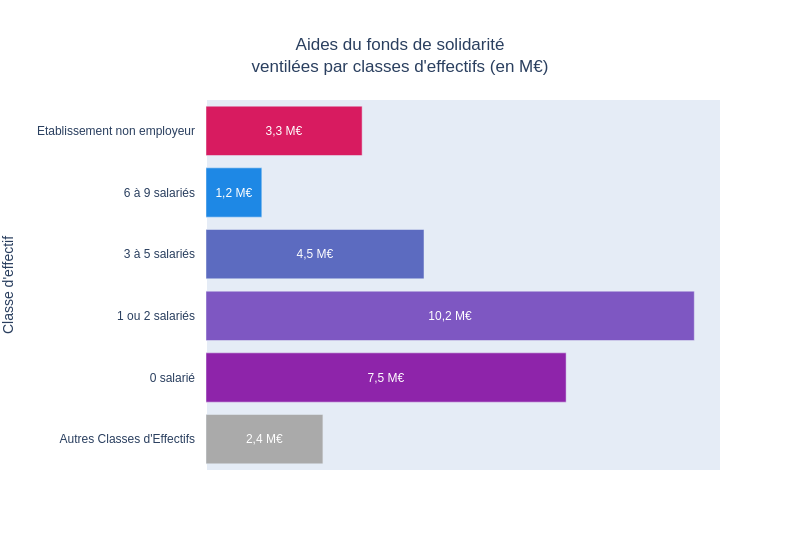 Aides du fonds de solidarité
ventilées par classes d'effectifs (en M€)
Classe d'effectif
Etablissement non employeur
3,3 M€
6 à 9 salariés
1,2 M€
3 à 5 salariés
4,5 M€
1 ou 2 salariés
10,2 M€
0 salarié
7,5 M€
Autres Classes d'Effectifs
2,4 M€